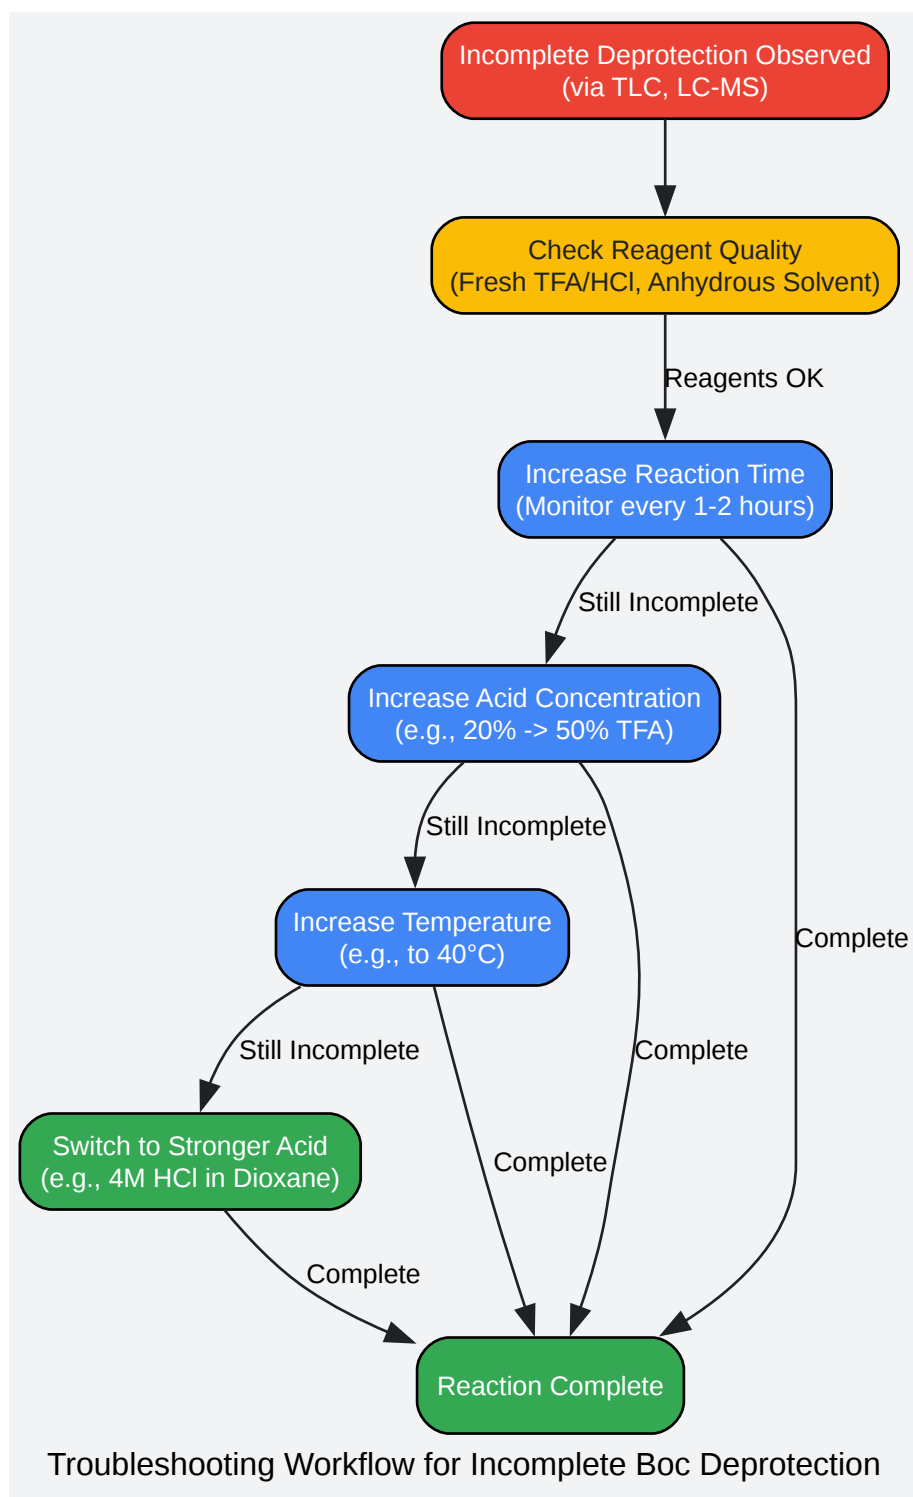 Incomplete Deprotection Observed
(via TLC, LC-MS)
Check Reagent Quality
(Fresh TFA/HCl, Anhydrous Solvent)
Reagents OK
Increase Reaction Time
(Monitor every 1-2 hours)
Still Incomplete
Increase Acid Concentration
(e.g., 20% -> 50% TFA)
Still Incomplete
Increase Temperature
(e.g., to 40°C)
Complete
Still Incomplete
Complete
Switch to Stronger Acid
(e.g., 4M HCl in Dioxane)
Complete
Complete
Reaction Complete
Troubleshooting Workflow for Incomplete Boc Deprotection